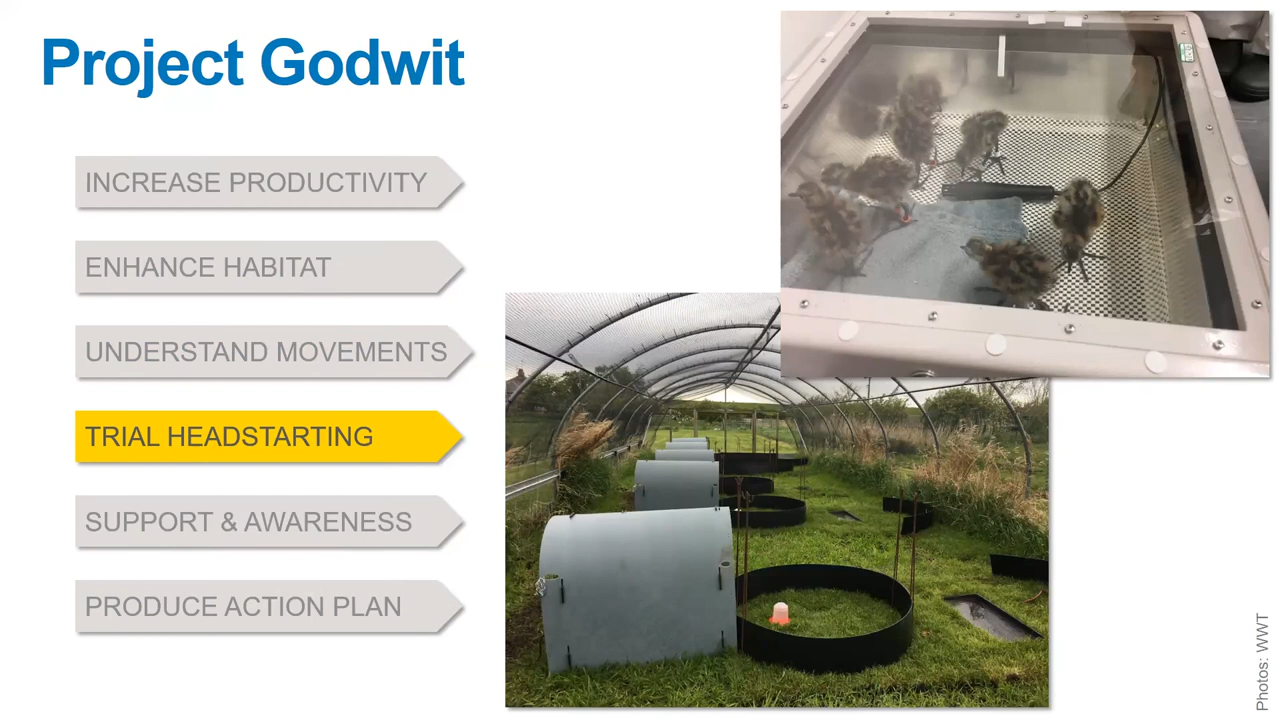 Project Godwit
INCREASE PRODUCTIVITY
ENHANCE HABITAT
UNDERSTAND MOVEMENTS
TRIAL HEADSTARTING
SUPPORT & AWARENESS
PRODUCE ACTION PLAN
Photos: WWT